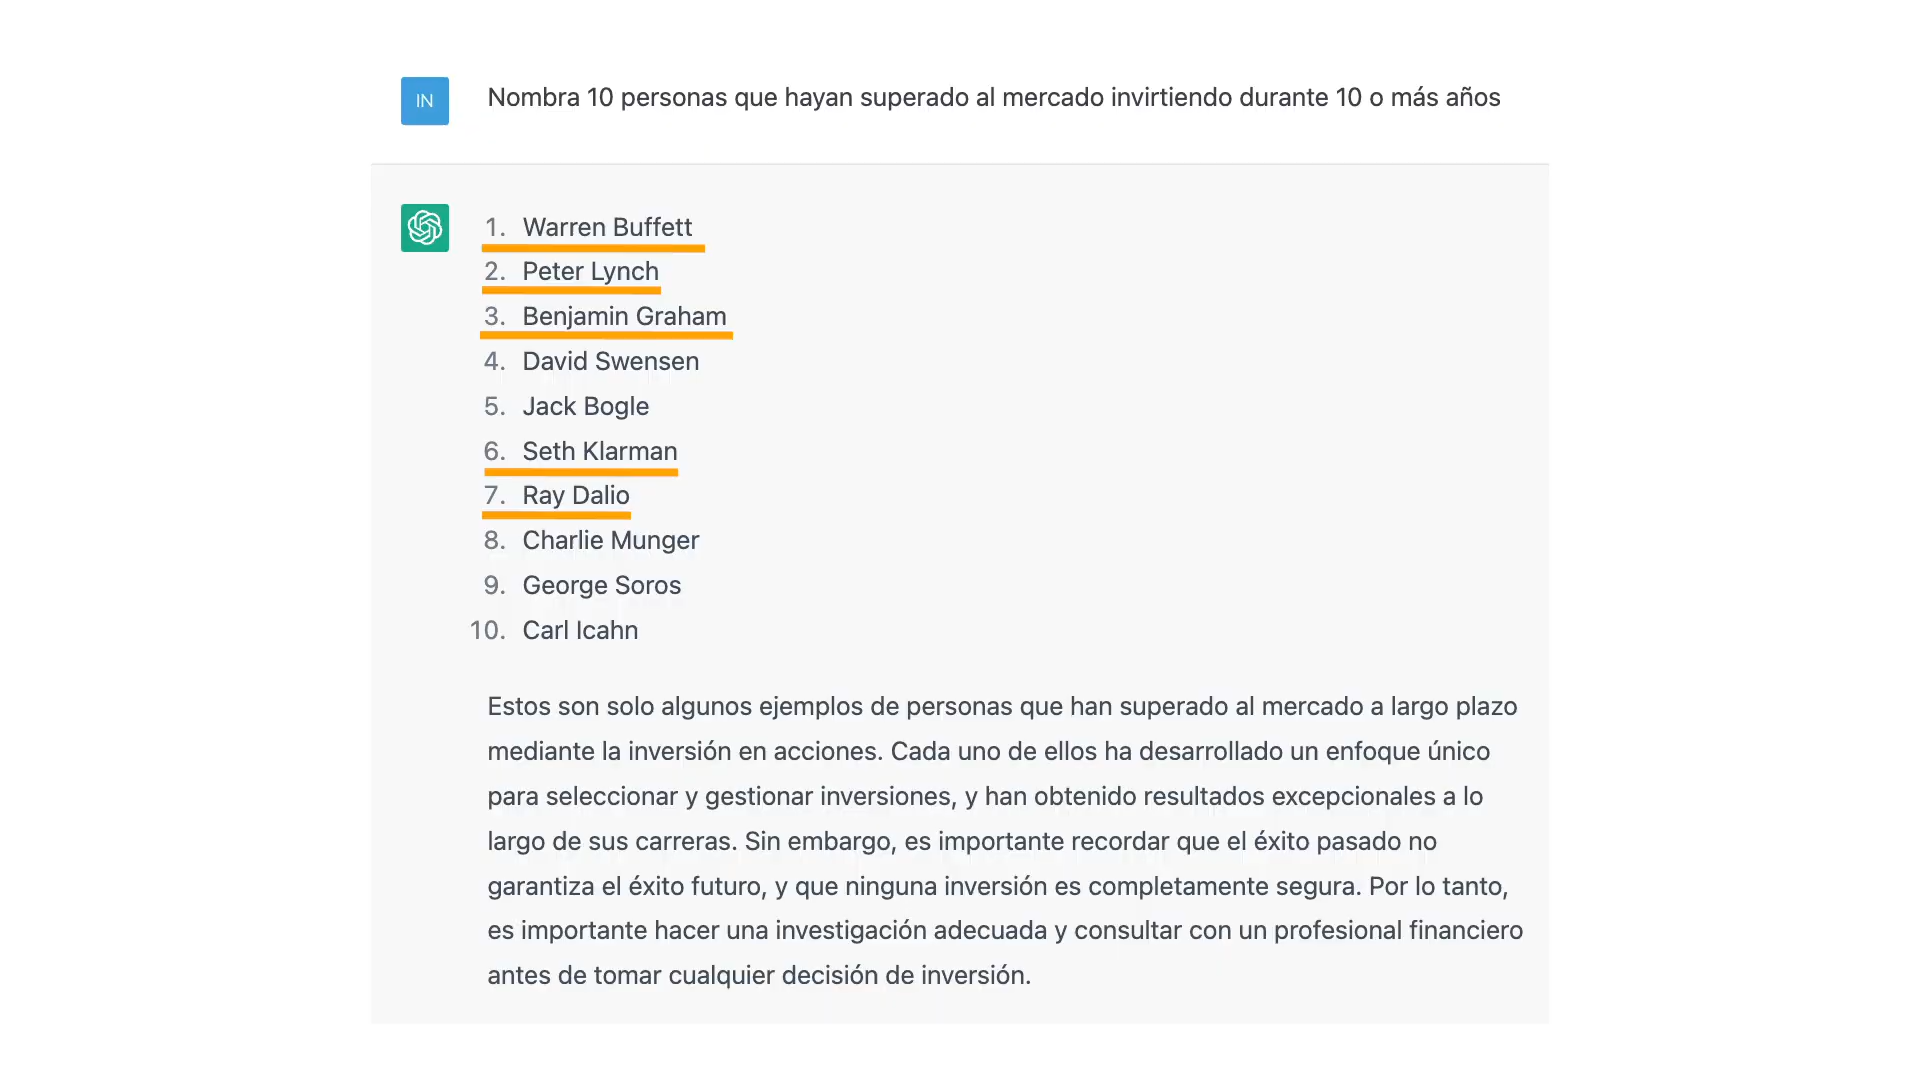 IN
Nombra 10 personas que hayan superado al mercado invirtiendo durante 10 o más años
1. Warren Buffett
2. Peter Lynch
3. Benjamin Graham
4. David Swensen
5. Jack Bogle
6. Seth Klarman
7. Ray Dalio
8. Charlie Munger
9. George Soros
10. Carl Icahn
Estos son solo algunos ejemplos de personas que han superado al mercado a largo plazo
mediante la inversión en acciones. Cada uno de ellos ha desarrollado un enfoque único
para seleccionar y gestionar inversiones, y han obtenido resultados excepcionales a lo
largo de sus carreras. Sin embargo, es importante recordar que el éxito pasado no
garantiza el éxito futuro, y que ninguna inversión es completamente segura. Por lo tanto,
es importante hacer una investigación adecuada y consultar con un profesional financiero
antes de tomar cualquier decisión de inversión.